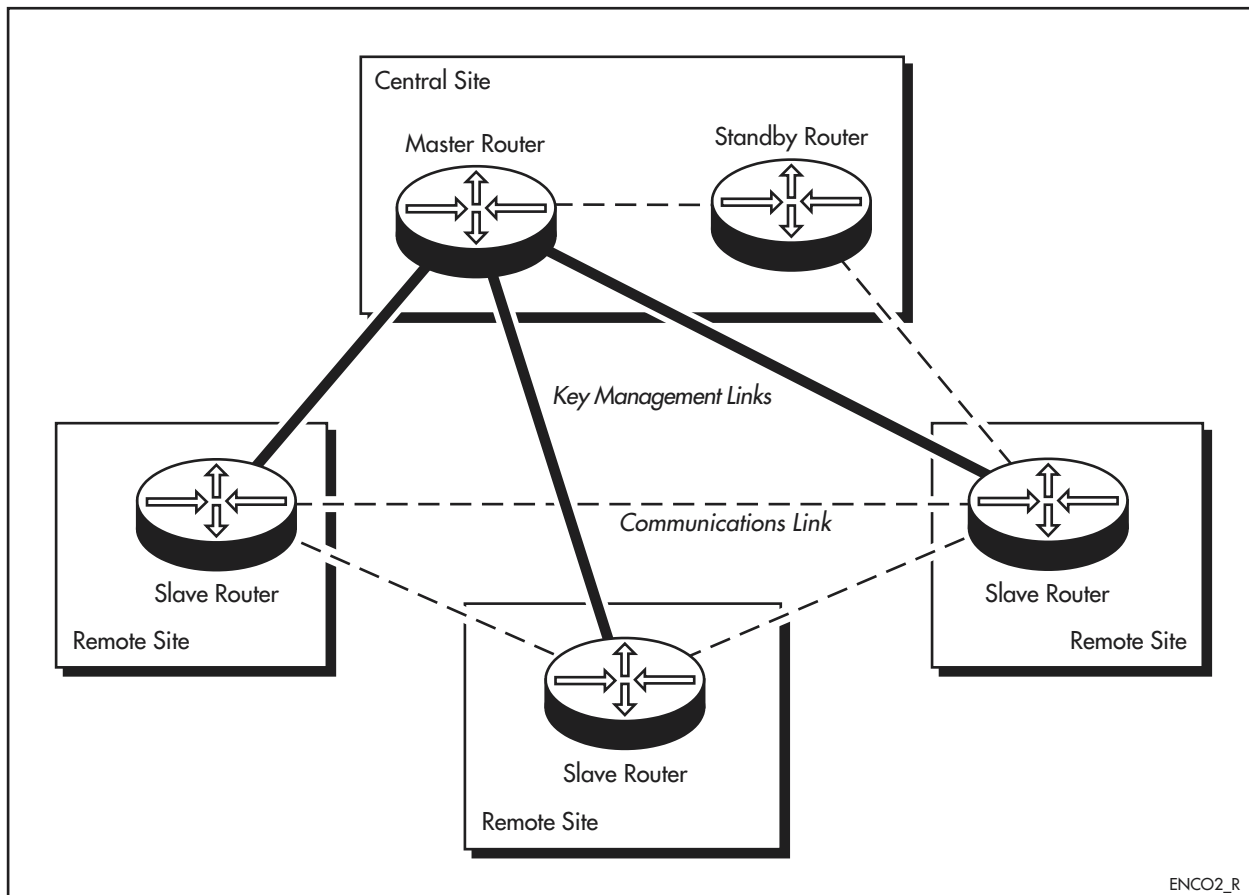 Central Site
Master Router
Standby Router
Key Management Links
Communications Link
Slave Router
Remote Site
Slave Router
Remote Site
Slave Router
Remote Site
ENCO2_R